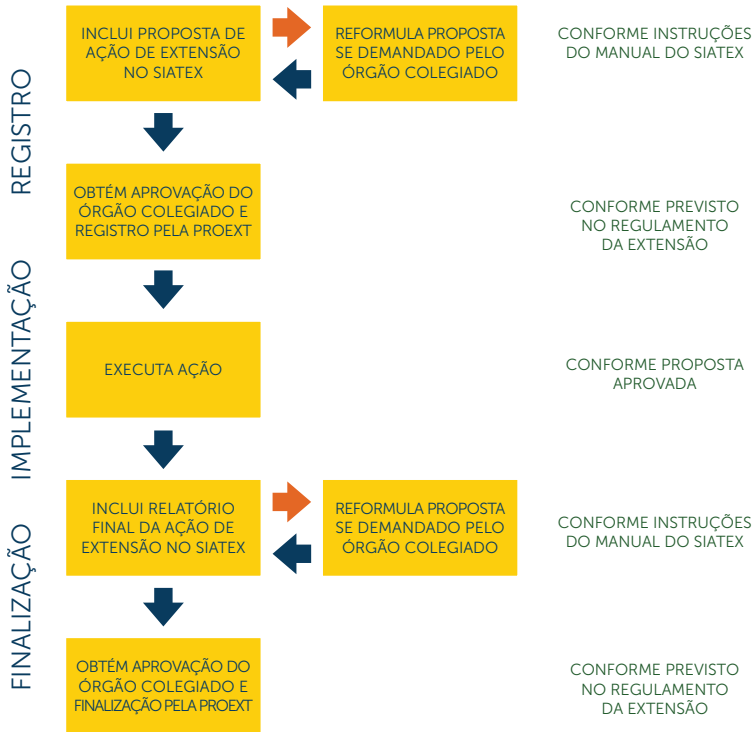 REGISTRO
INCLUI PROPOSTA DE
AÇÃO DE EXTENSÃO
NO SIATEX
REFORMULA PROPOSTA
SE DEMANDADO PELO
ÓRGÃO COLEGIADO
CONFORME INSTRUÇÕES
DO MANUAL DO SIATEX
OBTÉM APROVAÇÃO DO
ÓRGÃO COLEGIADO E
REGISTRO PELA PROEXT
CONFORME PREVISTO
NO REGULAMENTO
DA EXTENSÃO
IMPLEMENTAÇÃO
EXECUTA AÇÃO
CONFORME PROPOSTA
APROVADA
FINALIZAÇÃO
INCLUI RELATÓRIO
FINAL DA AÇÃO DE
EXTENSÃO NO SIATEX
REFORMULA PROPOSTA
SE DEMANDADO PELO
ÓRGÃO COLEGIADO
CONFORME INSTRUÇÕES
DO MANUAL DO SIATEX
OBTÉM APROVAÇÃO DO
ÓRGÃO COLEGIADO E
FINALIZAÇÃO PELA PROEXT
CONFORME PREVISTO
NO REGULAMENTO
DA EXTENSÃO